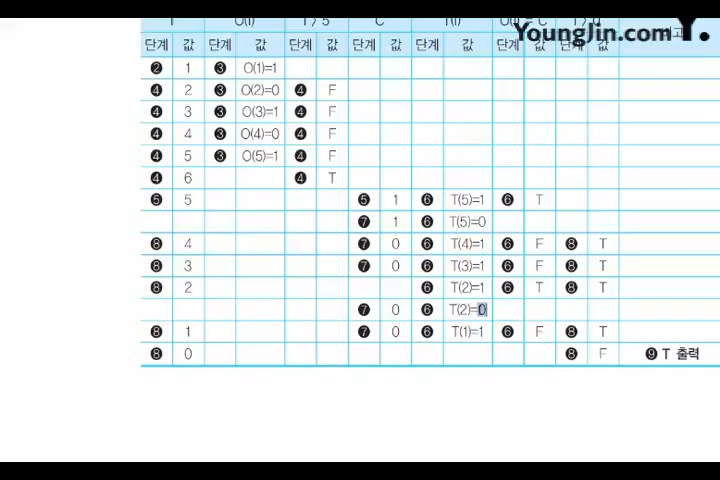 I O(I) I > 5 C T(I) I > 0
YoungJin.com Y.
단계 값 단계 값 단계 값 단계 값 단계 값 단계 값 단계 값
❷ 1 ❸ O(1)=1
❹ 2 ❸ O(2)=0 ❹ F
❹ 3 ❸ O(3)=1 ❹ F
❹ 4 ❸ O(4)=0 ❹ F
❹ 5 ❸ O(5)=1 ❹ F
❹ 6 ❹ T
❺ 5 ❺ 1 ❻ T(5)=1 ❻ T
❼ 1 ❻ T(5)=0
❽ 4 ❼ 0 ❻ T(4)=1 ❻ F ❽ T
❽ 3 ❼ 0 ❻ T(3)=1 ❻ F ❽ T
❽ 2 ❻ T(2)=1 ❻ T ❽ T
❼ 0 ❻ T(2)=0
❽ 1 ❼ 0 ❻ T(1)=1 ❻ F ❽ T
❽ 0 ❽ F ❾ T 출력